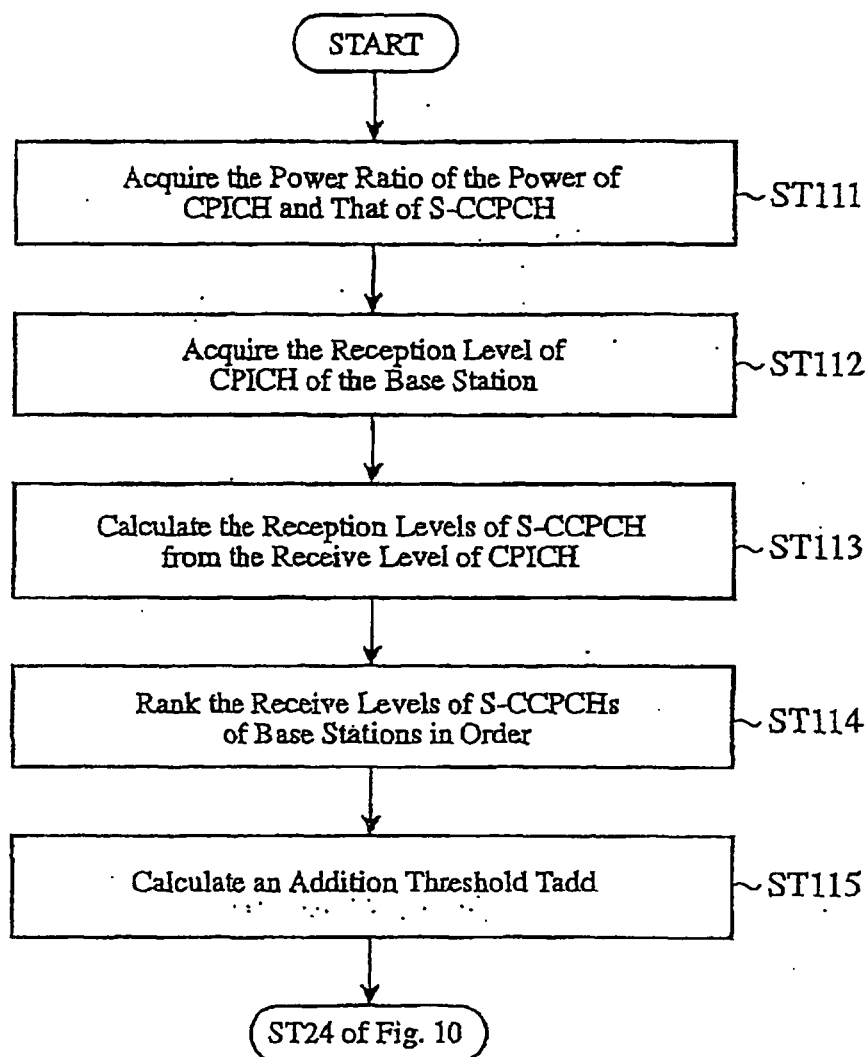 START
Acquire the Power Ratio of the Power of
CPICH and That of S-CCPCH
~ST111
Acquire the Reception Level of
CPICH of the Base Station
~ST112
Calculate the Reception Levels of S-CCPCH
from the Receive Level of CPICH
~ST113
Rank the Receive Levels of S-CCPCHs
of Base Stations in Order
~ST114
Calculate an Addition Threshold Tadd
~ST115
ST24 of Fig. 10